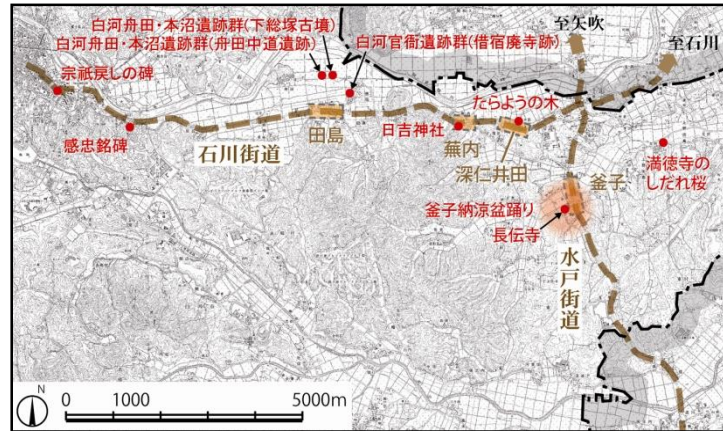 白河舟田・本沼遺跡群(下総塚古墳)
白河舟田・本沼遺跡群(舟田中道遺跡)
白河官衙遺跡群(借宿廃寺跡)
至矢吹
至石川
宗祇戻しの碑
感忠銘碑
石川街道
田島
日吉神社
たらようの木
蕪内
深仁井田
満徳寺の
しだれ桜
釜子
釜子納涼盆踊り
長伝寺
水戸街道
N
0 1000 5000m